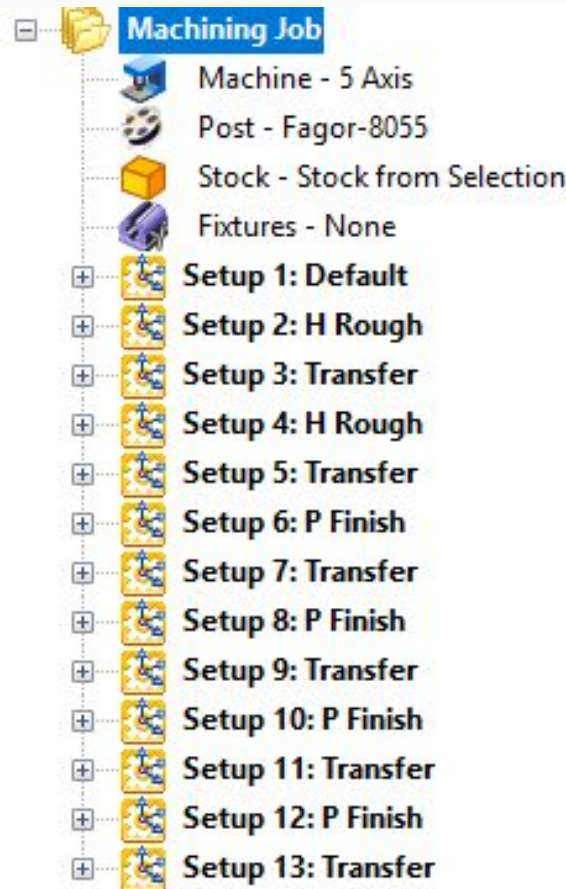 Machining Job
Machine - 5 Axis
Post - Fagor-8055
Stock - Stock from Selection
Fixtures - None
Setup 1: Default
Setup 2: H Rough
Setup 3: Transfer
Setup 4: H Rough
Setup 5: Transfer
Setup 6: P Finish
Setup 7: Transfer
Setup 8: P Finish
Setup 9: Transfer
Setup 10: P Finish
Setup 11: Transfer
Setup 12: P Finish
Setup 13: Transfer